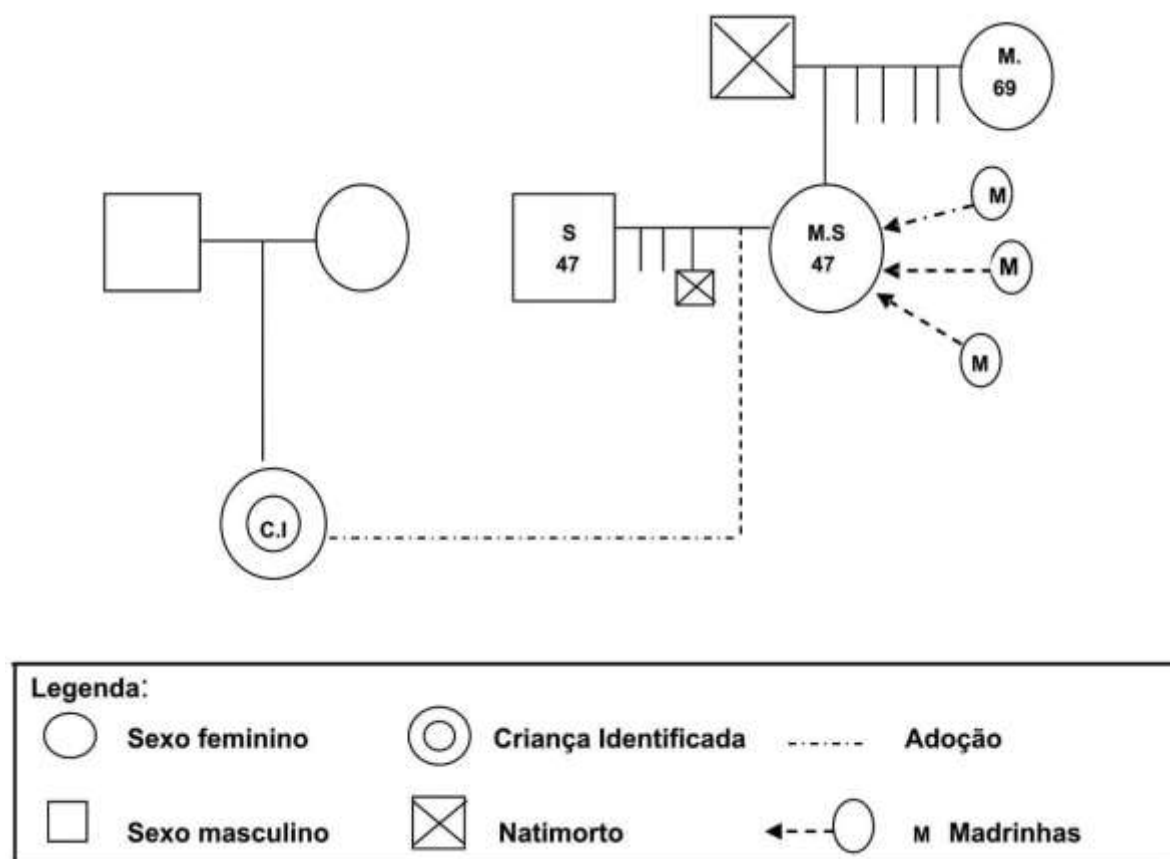 M.
69
M
S
47
M.S
47
M
M
C.I
Legenda:
Sexo feminino
Criança Identificada
Adoção
Sexo masculino
Natimorto
M Madrinhas